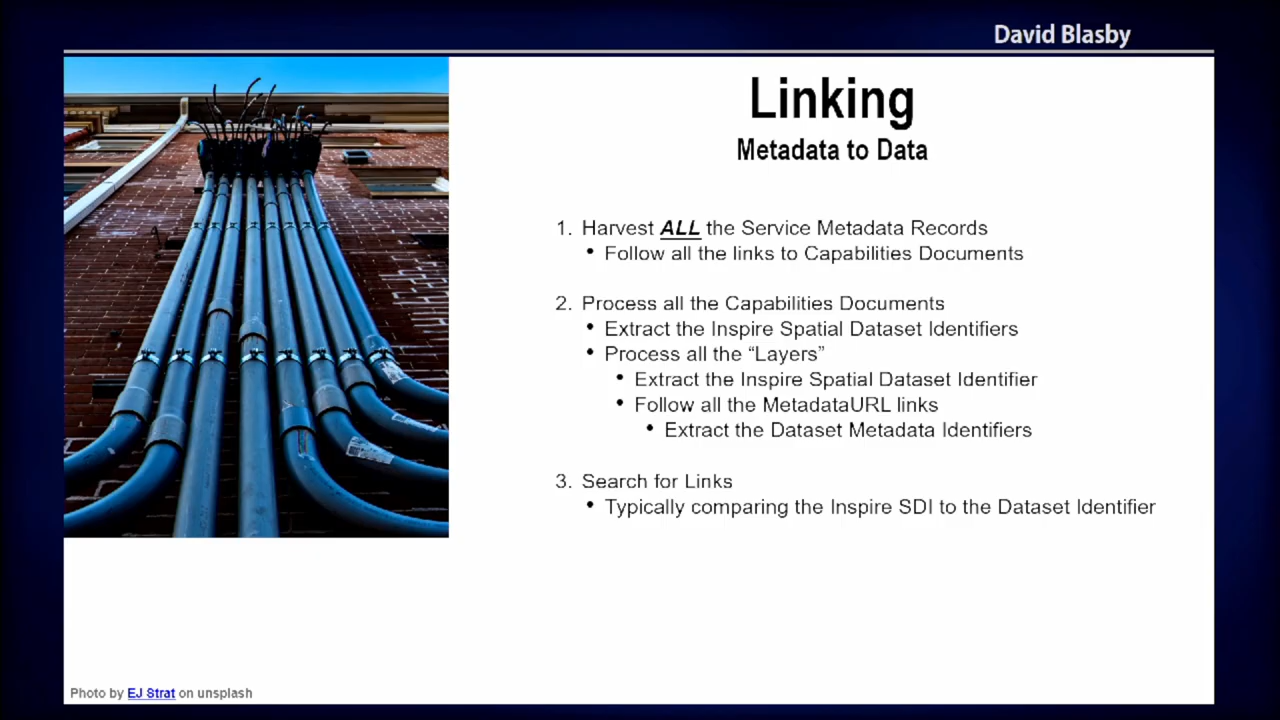 David Blasby
Linking
Metadata to Data
1. Harvest ALL the Service Metadata Records
• Follow all the links to Capabilities Documents
2. Process all the Capabilities Documents
• Extract the Inspire Spatial Dataset Identifiers
• Process all the “Layers”
• Extract the Inspire Spatial Dataset Identifier
• Follow all the MetadataURL links
• Extract the Dataset Metadata Identifiers
3. Search for Links
• Typically comparing the Inspire SDI to the Dataset Identifier
Photo by EJ Strat on unsplash